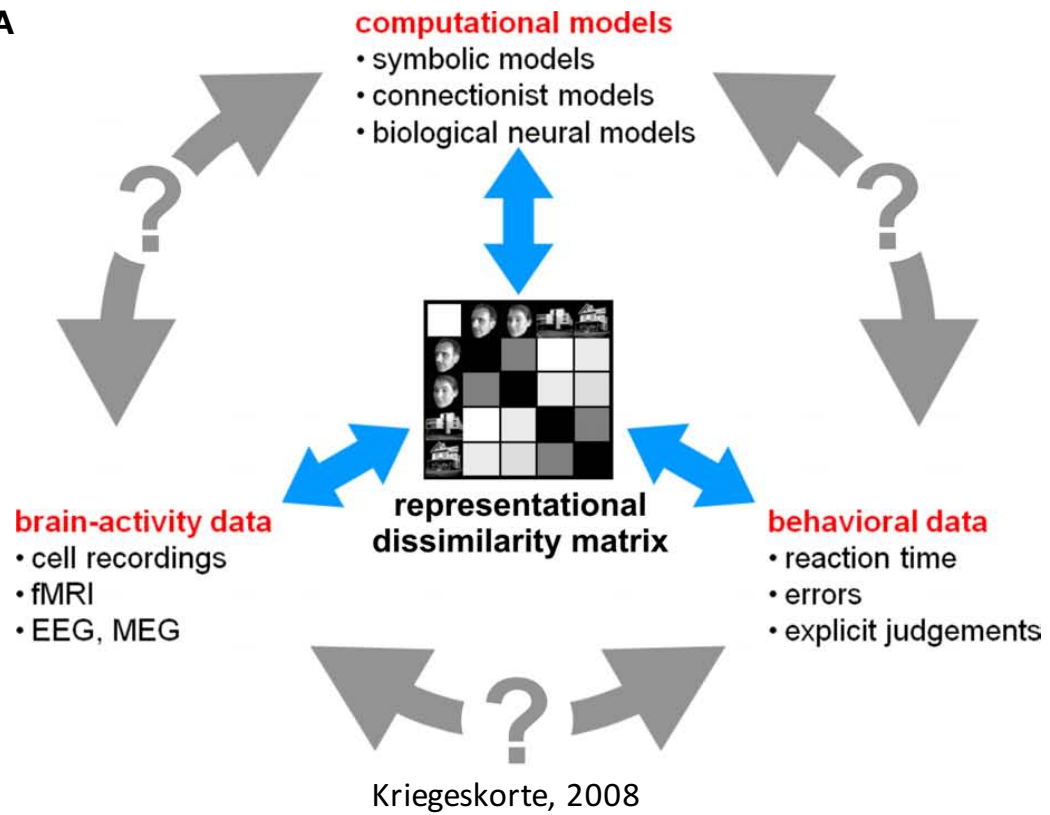 A
computational models
• symbolic models
• connectionist models
• biological neural models
?
?
representational
dissimilarity matrix
brain-activity data
• cell recordings
• fMRI
• EEG, MEG
behavioral data
• reaction time
• errors
• explicit judgements
?
Kriegeskorte, 2008